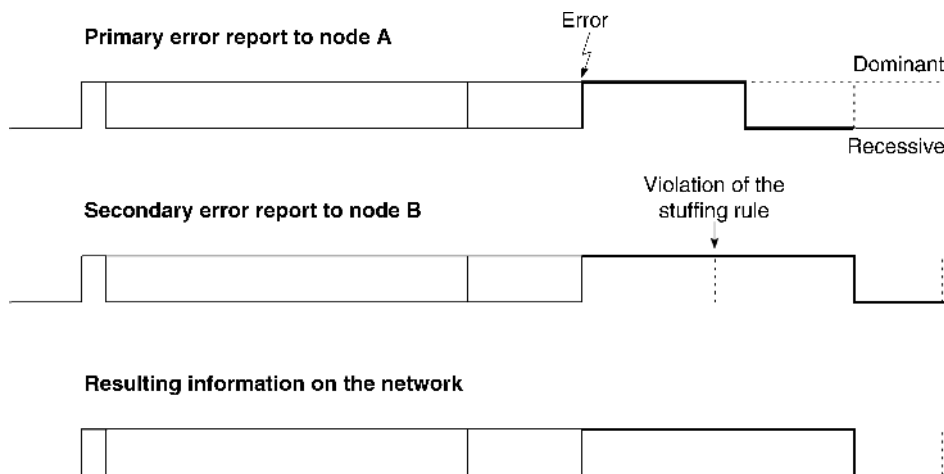 Error
Primary error report to node A
Dominant
Recessive
Violation of the
stuffing rule
Secondary error report to node B
Resulting information on the network